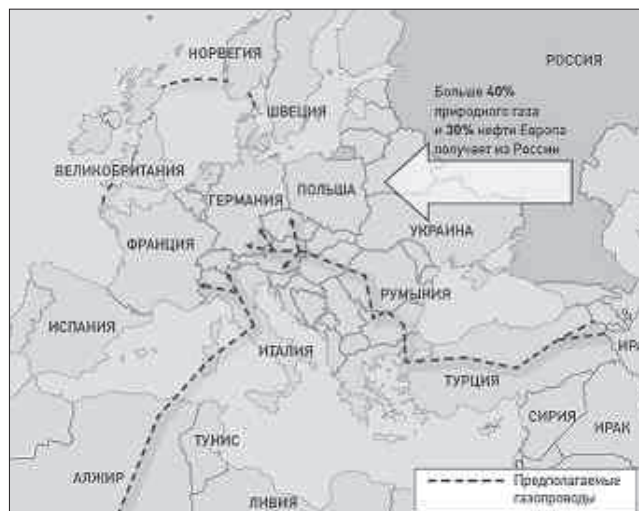 НОРВЕГИЯ
РОССИЯ
Больше 40%
природного газа
и 30% нефти Европа
получает из России
ШВЕЦИЯ
ВЕЛИКОБРИТАНИЯ
ГЕРМАНИЯ
ПОЛЬША
УКРАИНА
ФРАНЦИЯ
РУМЫНИЯ
ИСПАНИЯ
ИТАЛИЯ
ТУРЦИЯ
ИРА
СИРИЯ
ИРАК
ТУНИС
АЛЖИР
ЛИВИЯ
Предполагаемые
газопроводы